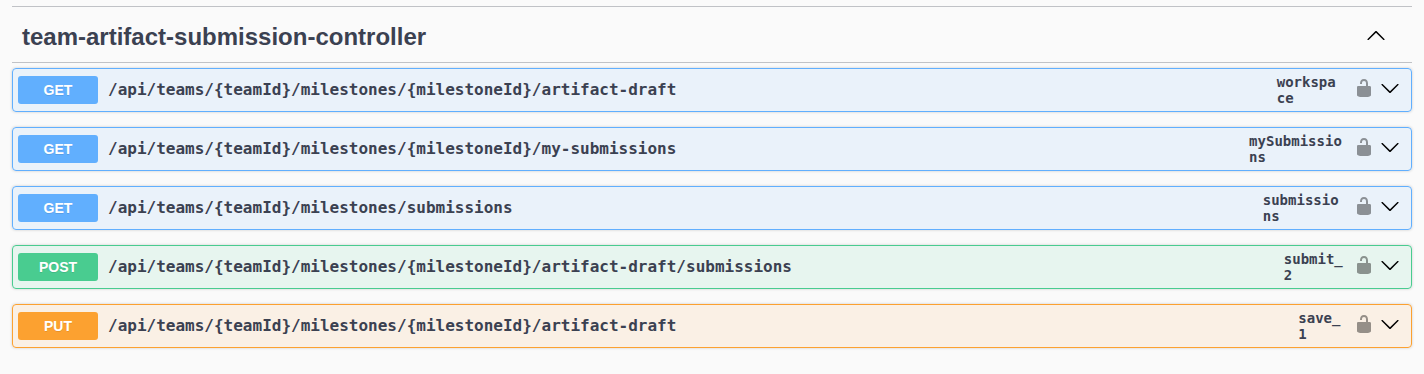 team-artifact-submission-controller
GET /api/teams/{teamId}/milestones/{milestoneId}/artifact-draft workspa
ce
GET /api/teams/{teamId}/milestones/{milestoneId}/my-submissions mySubmissio
ns
GET /api/teams/{teamId}/milestones/submissions submissio
ns
POST /api/teams/{teamId}/milestones/{milestoneId}/artifact-draft/submissions submit_
2
PUT /api/teams/{teamId}/milestones/{milestoneId}/artifact-draft save_
1